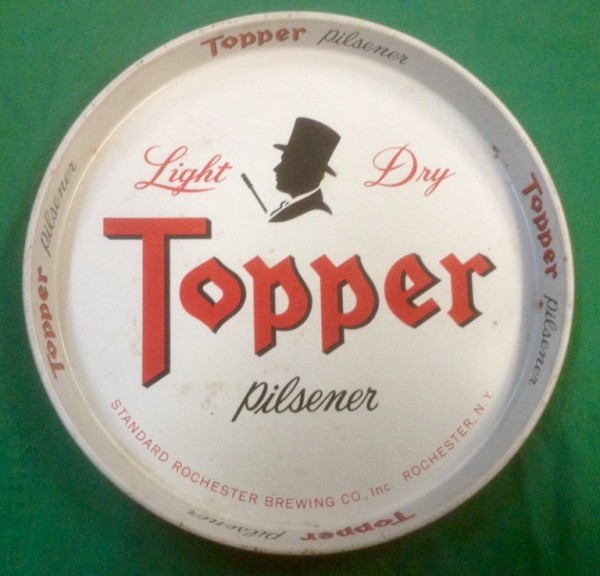 Topper pilsener
Light Dry
Topper
pilsener
STANDARD ROCHESTER BREWING CO., Inc. ROCHESTER, N.Y.
Topper pilsener
Topper pilsener
Topper pilsener